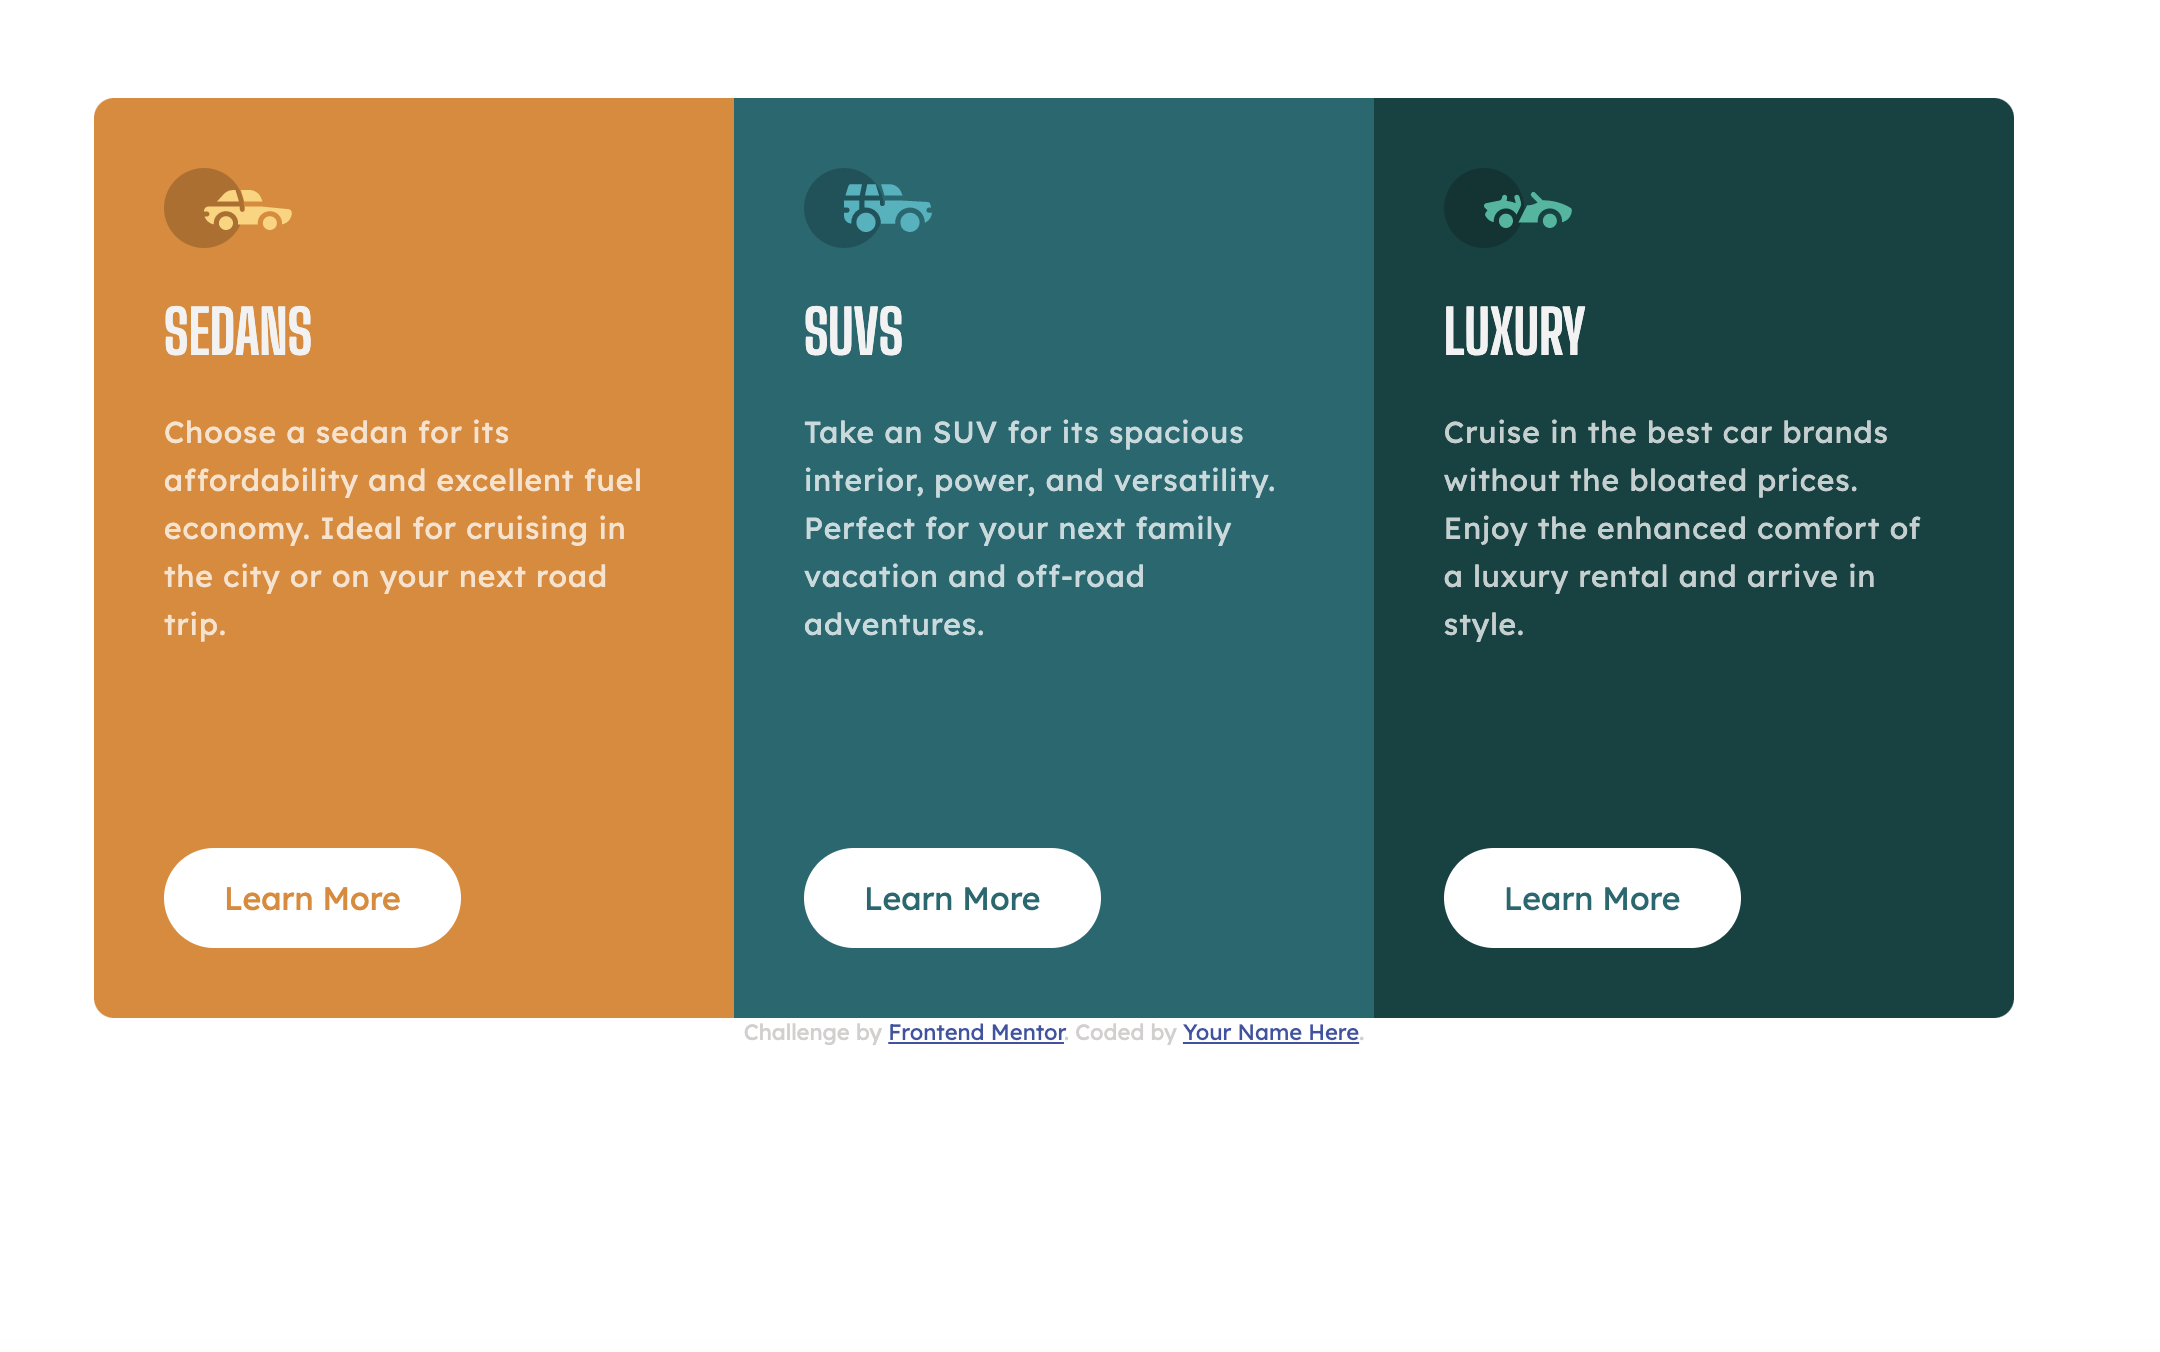 SEDANS
Choose a sedan for its
affordability and excellent fuel
economy. Ideal for cruising in
the city or on your next road
trip.
Learn More
SUVS
Take an SUV for its spacious
interior, power, and versatility.
Perfect for your next family
vacation and off-road
adventures.
Learn More
LUXURY
Cruise in the best car brands
without the bloated prices.
Enjoy the enhanced comfort of
a luxury rental and arrive in
style.
Learn More
Challenge by Frontend Mentor. Coded by Your Name Here.